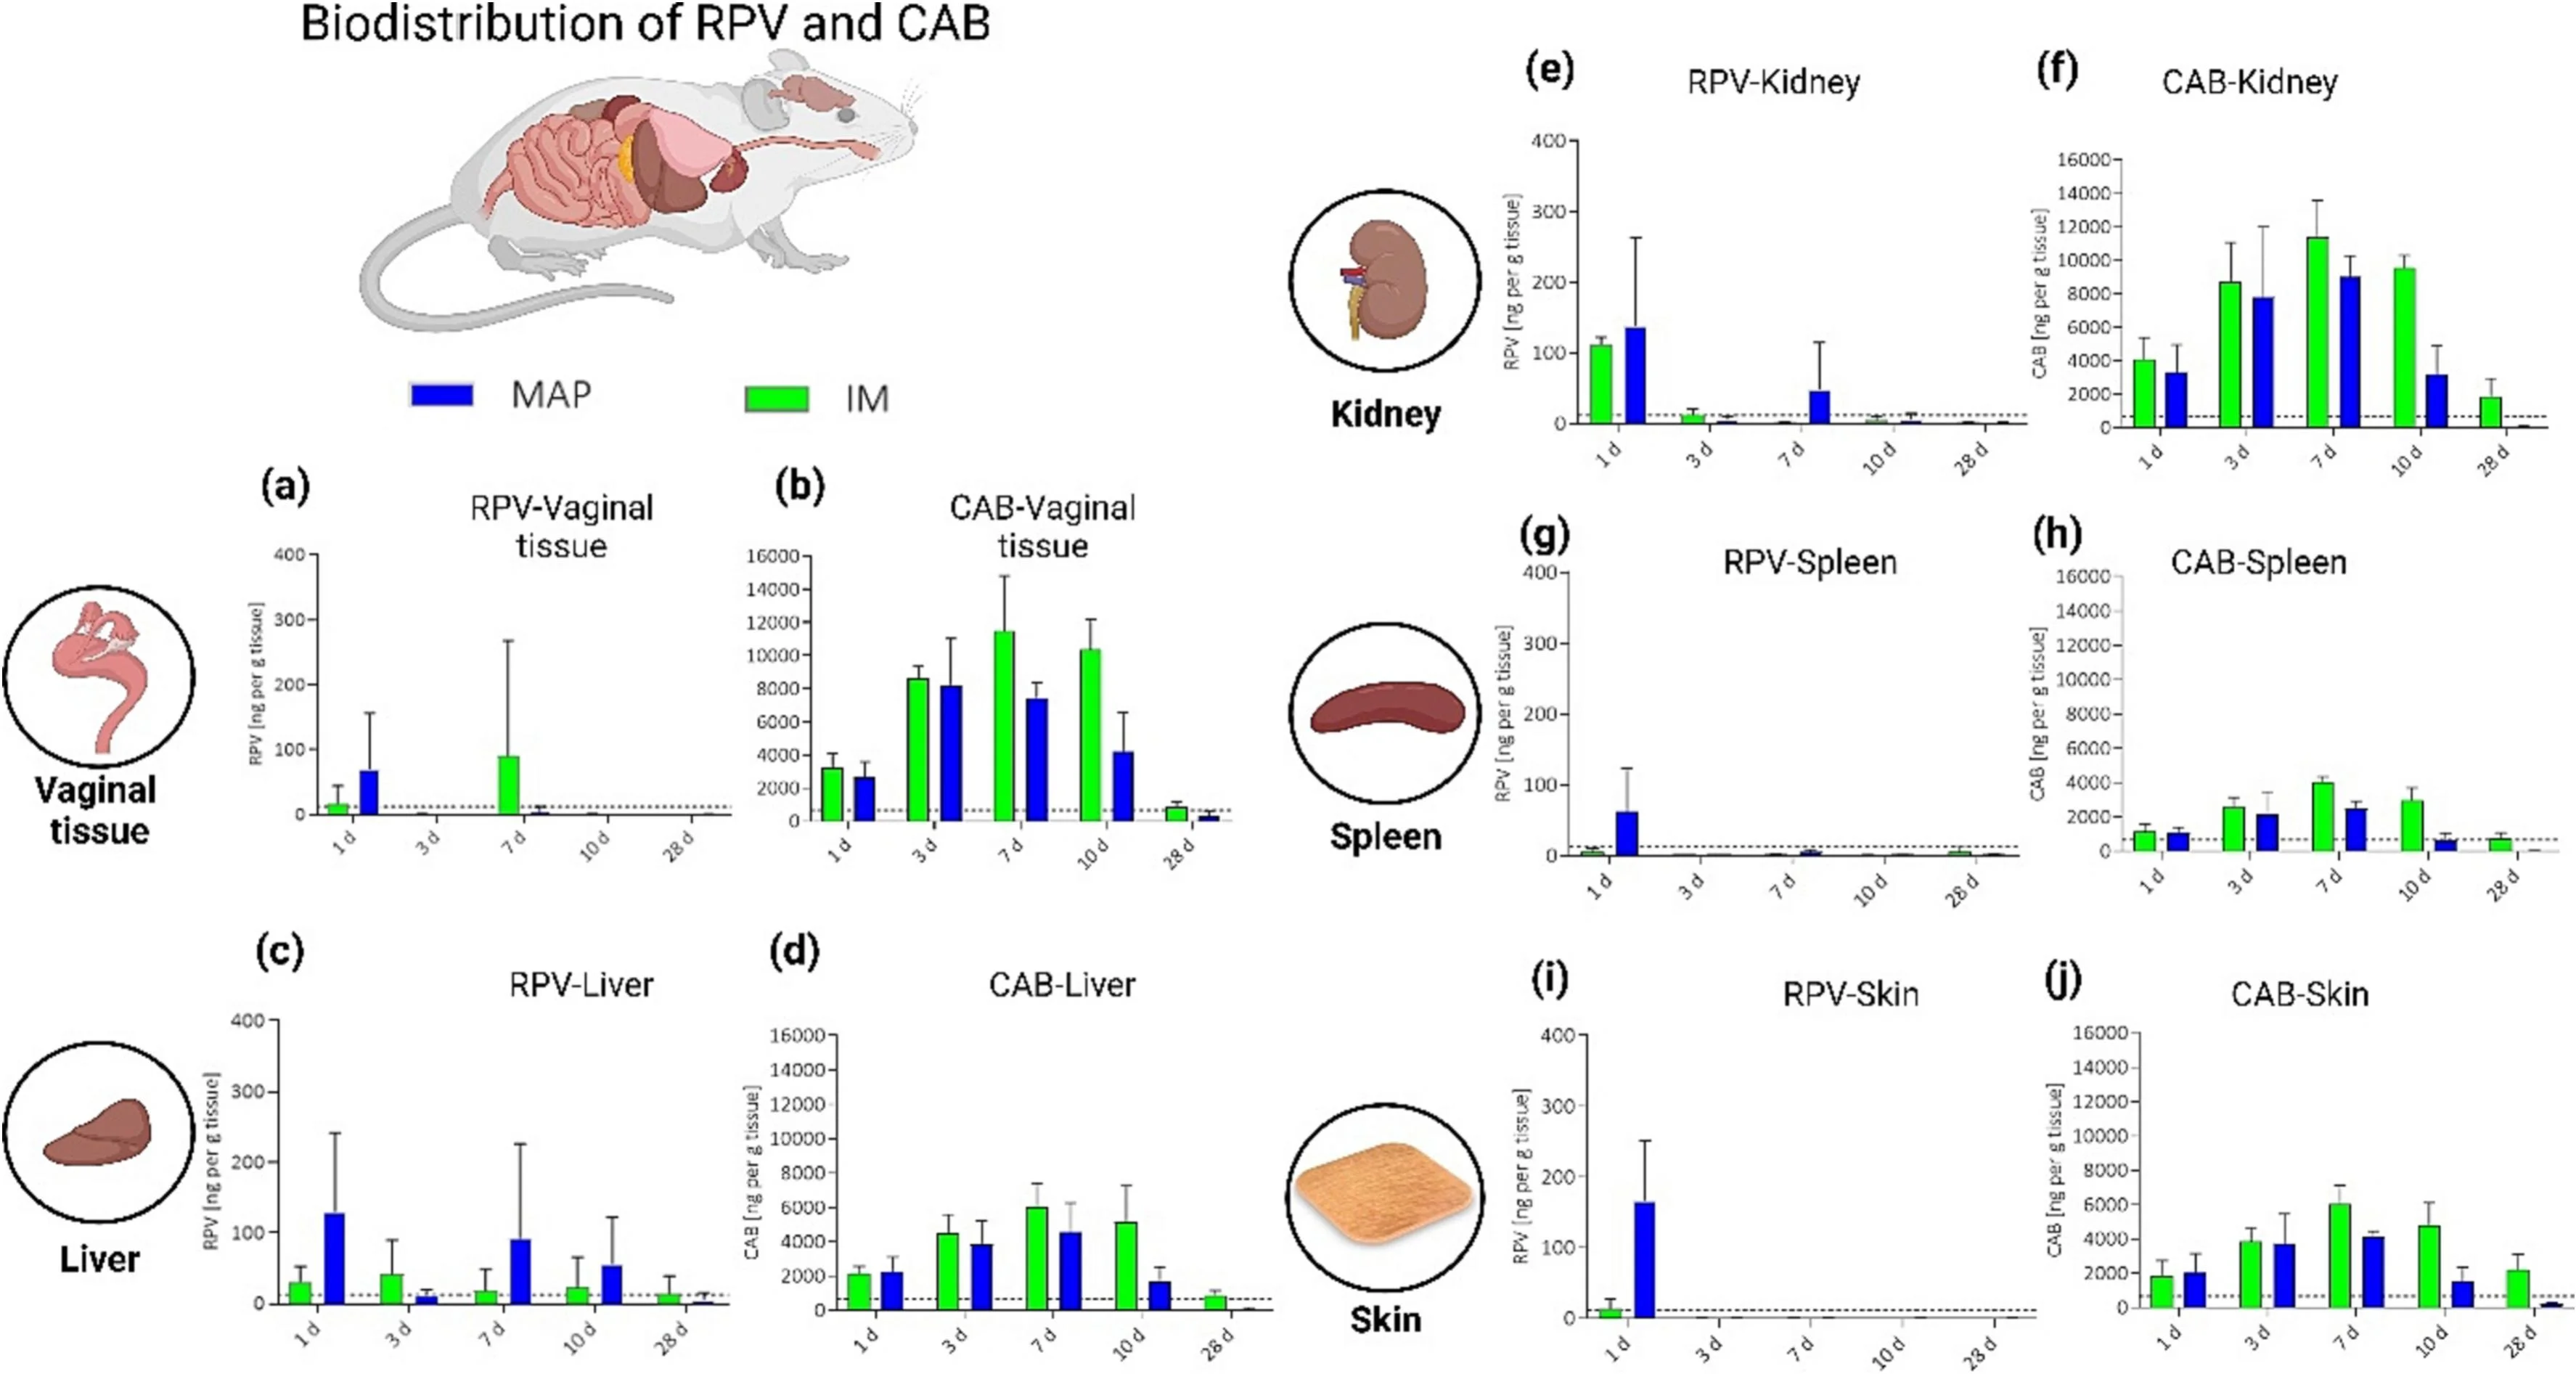 Biodistribution of RPV and CAB
MAP
IM
(a)
RPV-Vaginal
tissue
400
300
200
100
0
RPV [ng per g tissue]
1 d
3 d
7 d
10 d
28 d
(b)
CAB-Vaginal
tissue
16000
14000
12000
10000
8000
6000
4000
2000
0
1 d
3 d
7 d
10 d
28 d
Vaginal
tissue
(c)
RPV-Liver
400
300
200
100
0
RPV [ng per g tissue]
1 d
3 d
7 d
10 d
28 d
(d)
CAB-Liver
16000
14000
12000
10000
8000
6000
4000
2000
0
CAB [ng per g tissue]
1 d
3 d
7 d
10 d
28 d
Liver
(e)
RPV-Kidney
400
300
200
100
0
RPV [ng per g tissue]
1 d
3 d
7 d
10 d
28 d
(f)
CAB-Kidney
16000
14000
12000
10000
8000
6000
4000
2000
0
CAB [ng per g tissue]
1 d
3 d
7 d
10 d
28 d
Kidney
(g)
RPV-Spleen
400
300
200
100
0
RPV [ng per g tissue]
1 d
3 d
7 d
10 d
28 d
(h)
CAB-Spleen
16000
14000
12000
10000
8000
6000
4000
2000
0
CAB [ng per g tissue]
1 d
3 d
7 d
10 d
28 d
Spleen
(i)
RPV-Skin
400
300
200
100
0
RPV [ng per g tissue]
1 d
3 d
7 d
10 d
28 d
(j)
CAB-Skin
16000
14000
12000
10000
8000
6000
4000
2000
0
CAB [ng per g tissue]
1 d
3 d
7 d
10 d
28 d
Skin